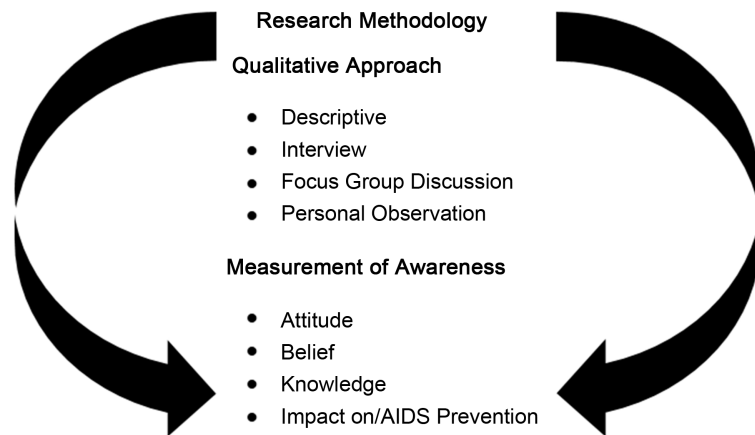 Research Methodology
Qualitative Approach
• Descriptive
• Interview
• Focus Group Discussion
• Personal Observation
Measurement of Awareness
• Attitude
• Belief
• Knowledge
• Impact on/AIDS Prevention